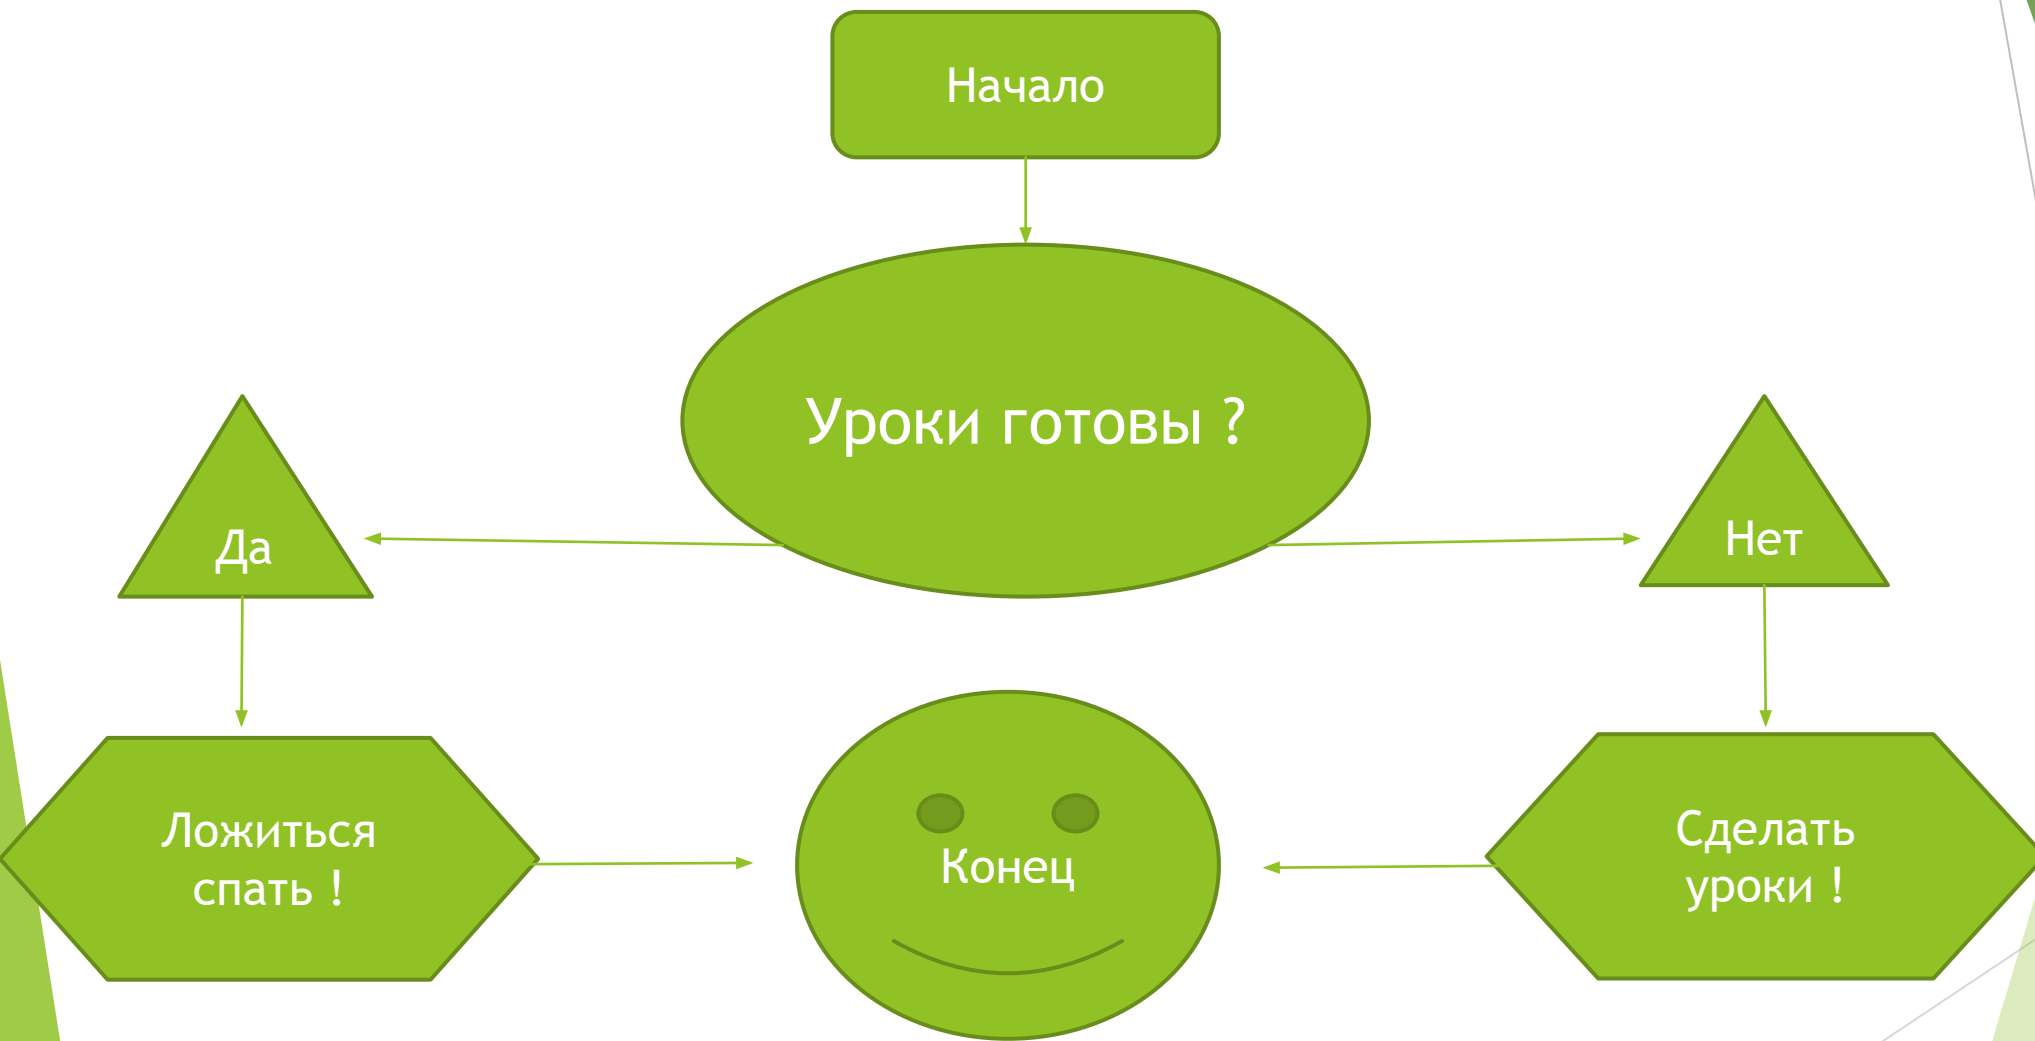 Начало
Уроки готовы ?
Да
Нет
Ложиться
спать !
Конец
Сделать
уроки !